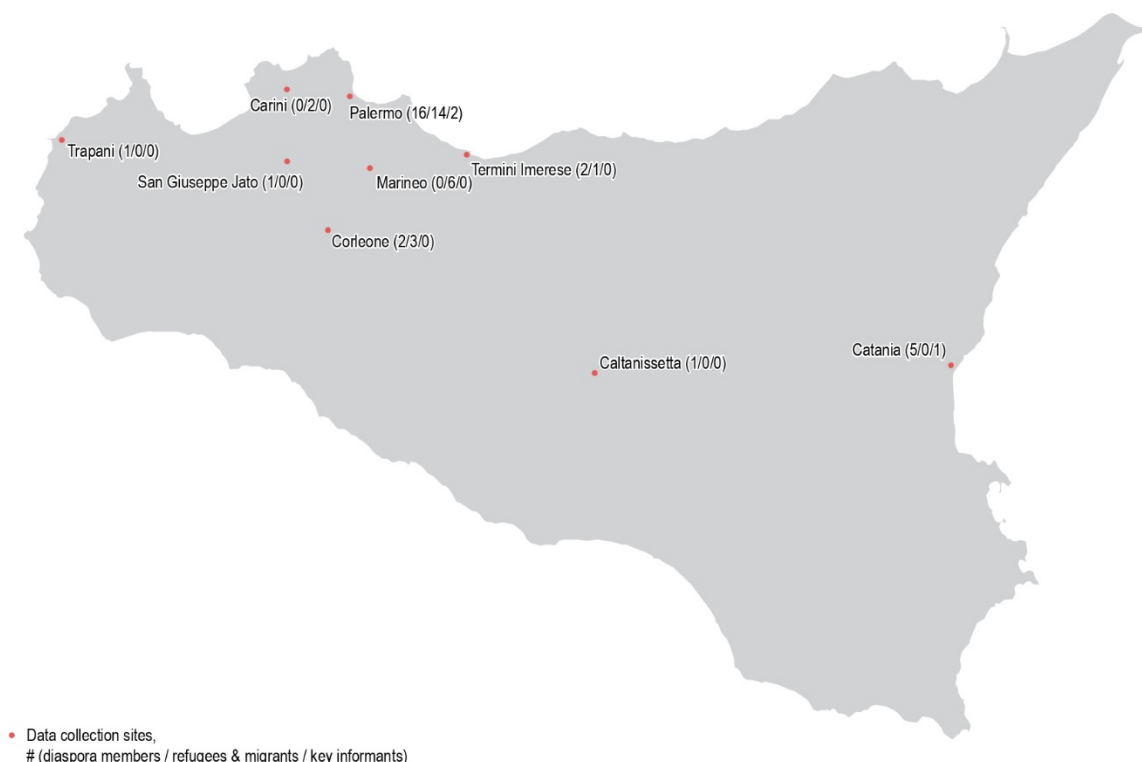 Carini (0/2/0)
Palermo (16/14/2)
Trapani (1/0/0)
Termini Imerese (2/1/0)
San Giuseppe Jato (1/0/0)
Marineo (0/6/0)
Corleone (2/3/0)
Catania (5/0/1)
Caltanissetta (1/0/0)
Data collection sites,
# (diaspora members / refugees & migrants / key informants)